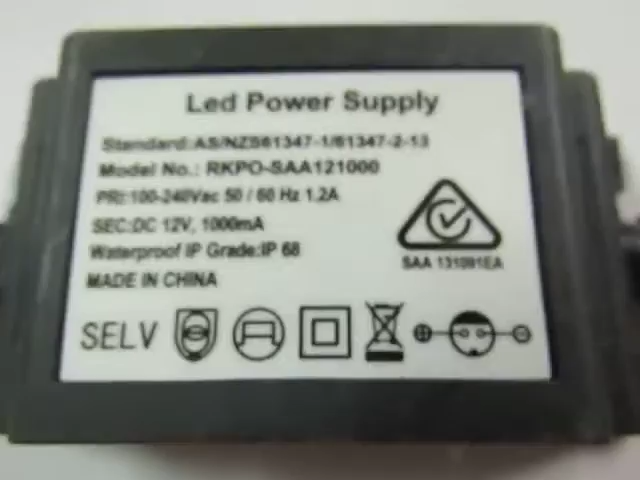 Led Power Supply
Standard:AS/NZS61347-1/61347-2-13
Model No.: RKPO-SAA121000
PRI:100-240Vac 50 / 60 Hz 1.2A
SEC:DC 12V, 1000mA
Waterproof IP Grade:IP 68
MADE IN CHINA
SAA 131091EA
SELV